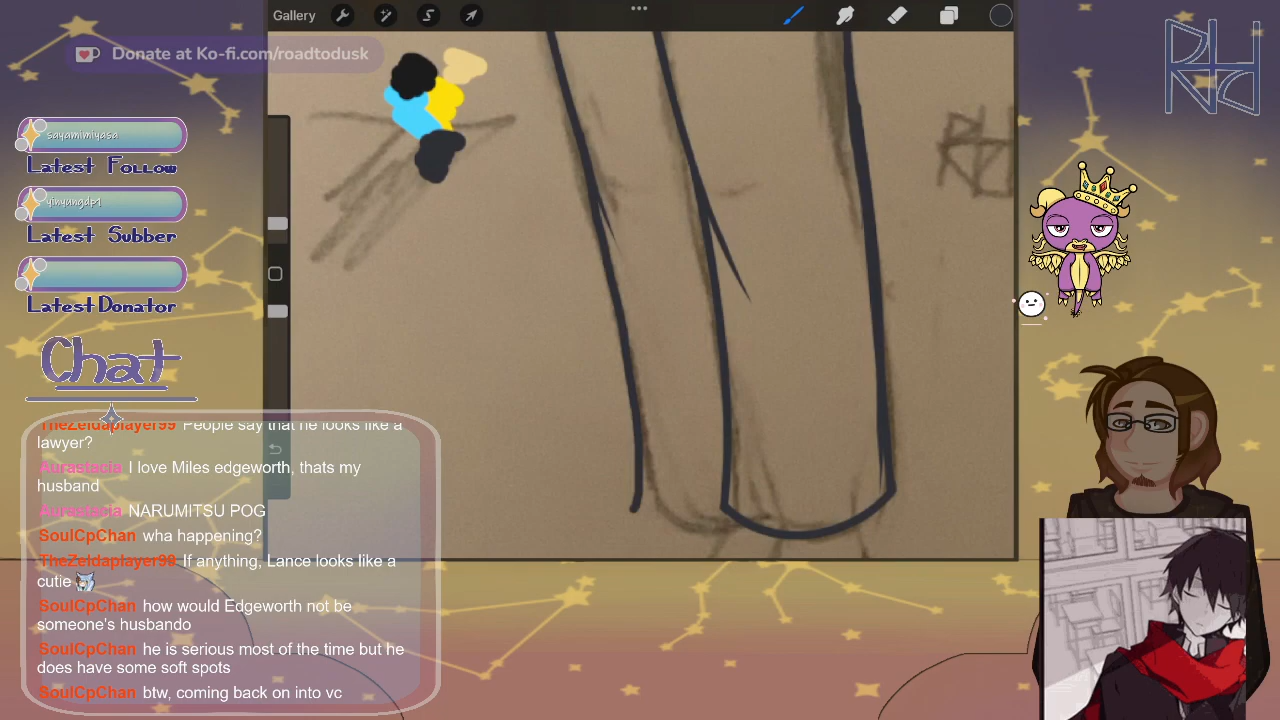 Gallery
Donate at Ko-fi.com/roadtodusk
sayamimiyasa
Latest Follow
yinyangdp1
Latest Subber
Latest Donator
Chat
TheZeldaplayer99 People say that he looks like a
lawyer?
Aurastacia I love Miles edgeworth, thats my
husband
Aurastacia NARUMITSU POG
SoulCpChan wha happening?
TheZeldaplayer99 If anything, Lance looks like a
cutie
SoulCpChan how would Edgeworth not be
someone's husbando
SoulCpChan he is serious most of the time but he
does have some soft spots
SoulCpChan btw, coming back on into vc